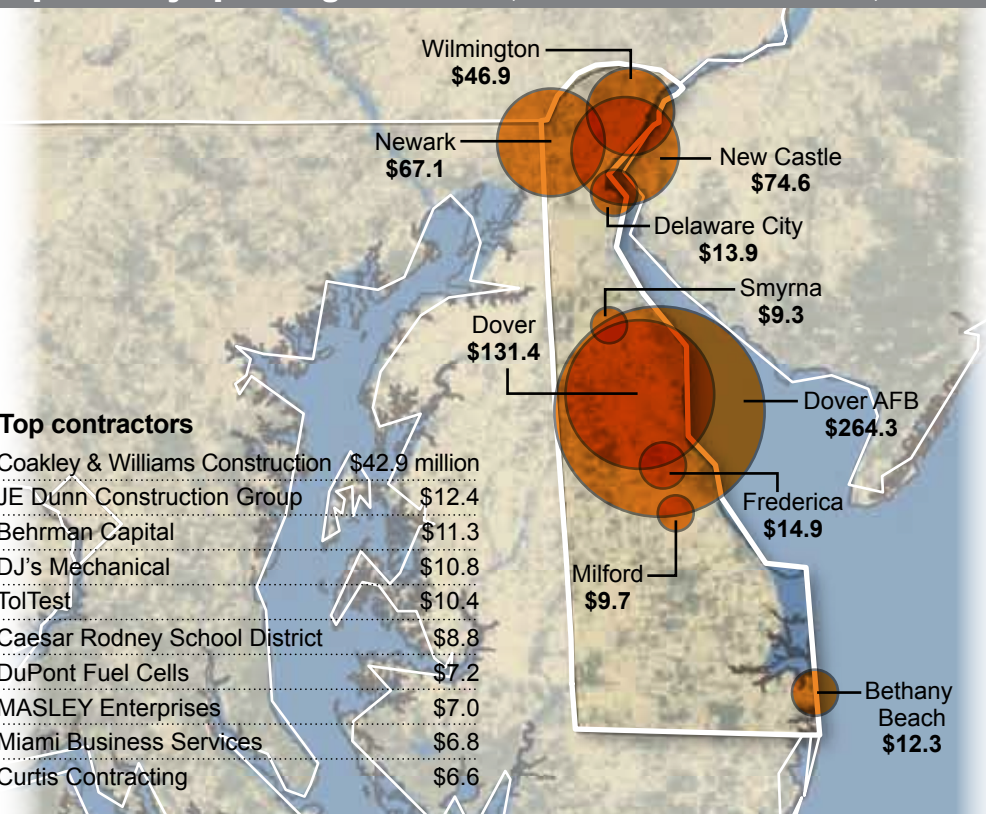 Wilmington
$46.9
Newark
$67.1
New Castle
$74.6
Delaware City
$13.9
Smyrna
$9.3
Dover
$131.4
Dover AFB
$264.3
Frederica
$14.9
Milford
$9.7
Bethany
Beach
$12.3
Top contractors
Coakley & Williams Construction $42.9 million
JE Dunn Construction Group $12.4
Behrman Capital $11.3
DJ's Mechanical $10.8
TolTest $10.4
Caesar Rodney School District $8.8
DuPont Fuel Cells $7.2
MASLEY Enterprises $7.0
Miami Business Services $6.8
Curtis Contracting $6.6